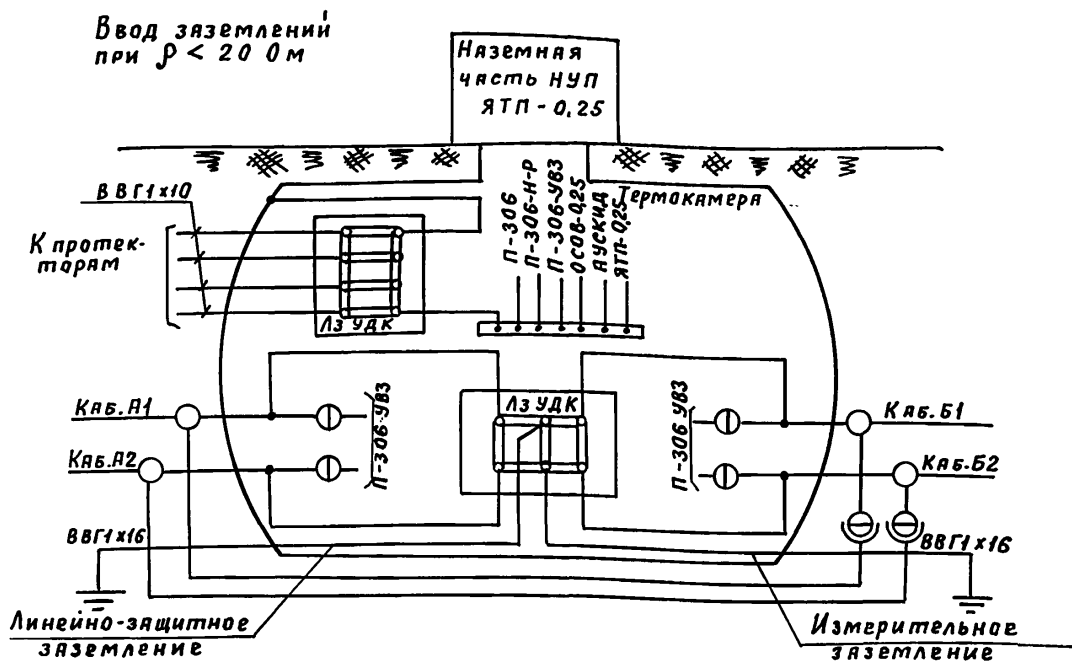 Ввод заземлений
при ρ < 20 Ом
Наземная
часть НУП
ЯТП-0,25
ВВГ1х10
К протек-
торам
Термокамера
П-306
П-306-Н-Р
П-306-УВЗ
ОСОВ-0,25
АУСКИД
ЯТП-0,25
Лз УДК
Каб.А1
Каб.А2
П-306-УВЗ
Лз УДК
П-306 УВЗ
Каб.Б1
Каб.Б2
ВВГ1х16
ВВГ1х16
Линейно-защитное
заземление
Измерительное
заземление